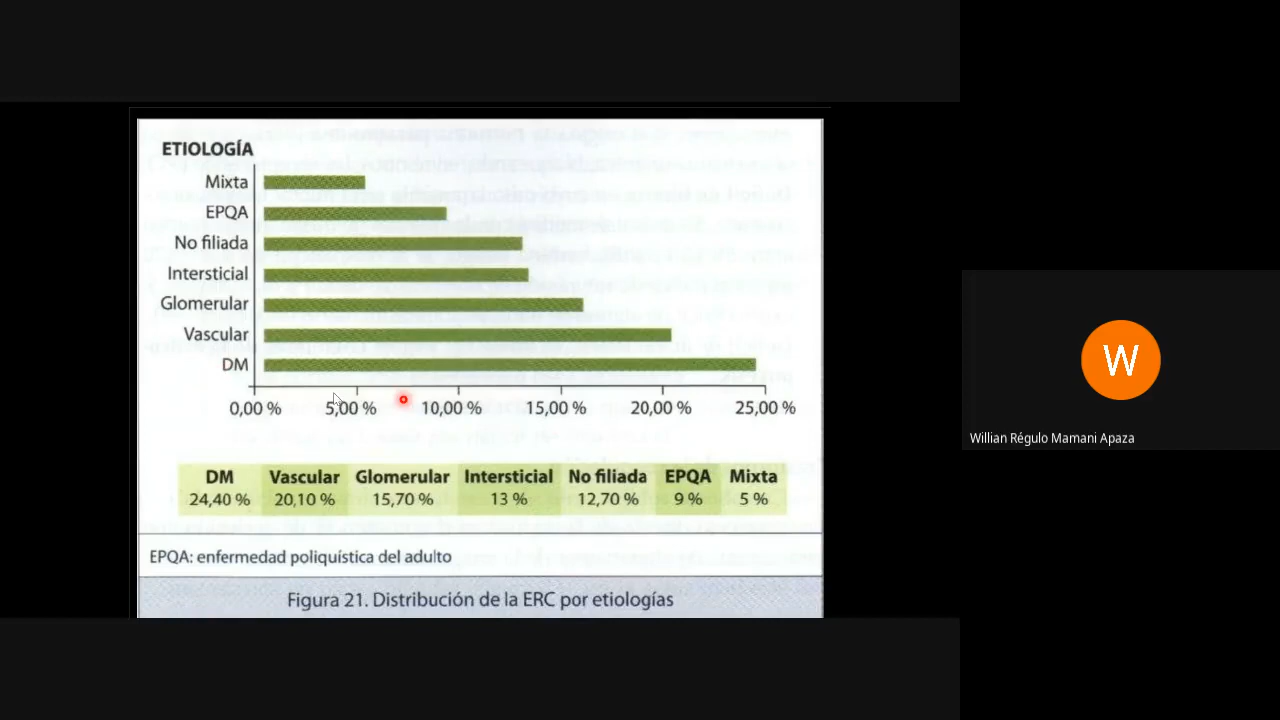 ETIOLOGÍA
Mixta
EPQA
No filiada
Intersticial
Glomerular
Vascular
DM
0,00 % 5,00 % 10,00 % 15,00 % 20,00 % 25,00 %
DM Vascular Glomerular Intersticial No filiada EPQA Mixta
24,40 % 20,10 % 15,70 % 13 % 12,70 % 9 % 5 %
EPQA: enfermedad poliquística del adulto
Figura 21. Distribución de la ERC por etiologías
W
Willian Régulo Mamani Apaza